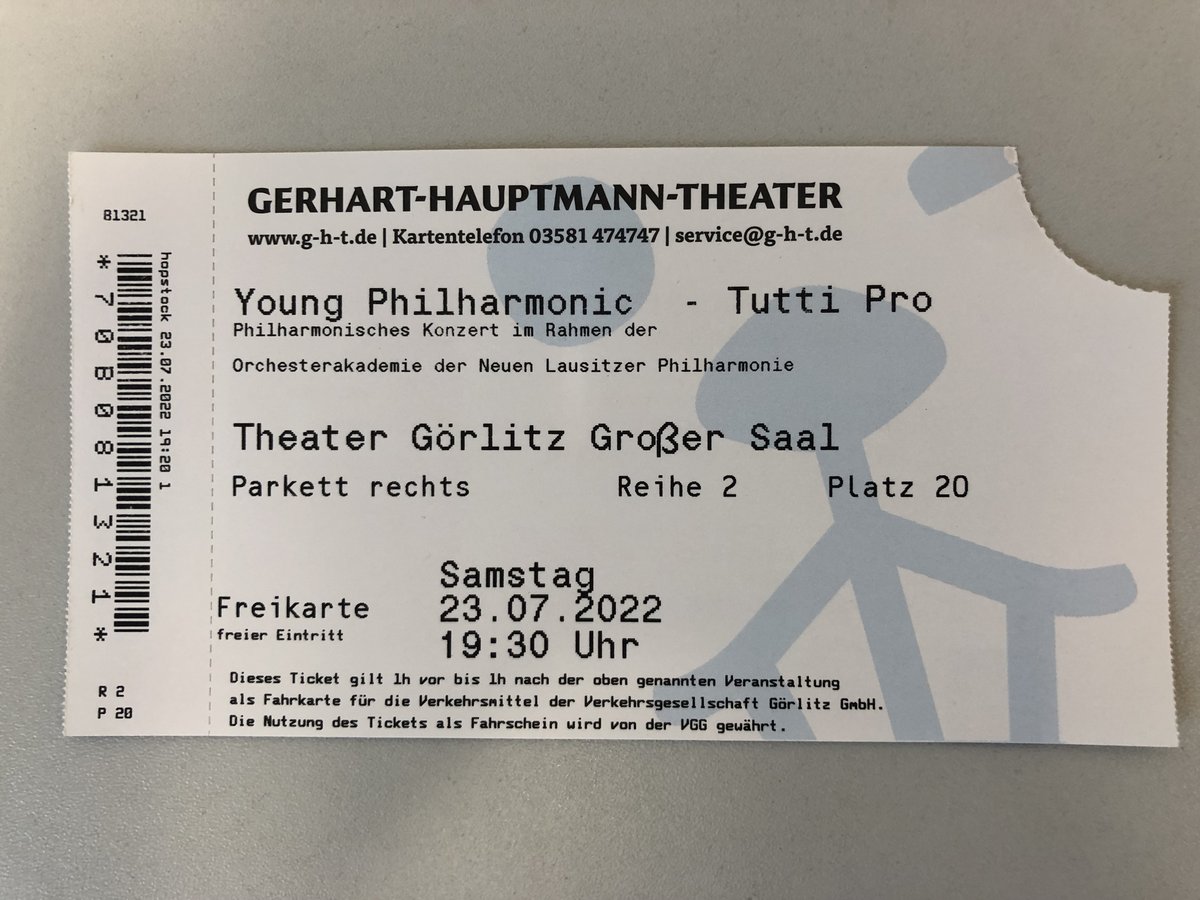 81321
*70B081321*
hapstock 23.07.2022 19:20 1
R 2
P 20
GERHART-HAUPTMANN-THEATER
www.g-h-t.de | Kartentelefon 03581 474747 | service@g-h-t.de
Young Philharmonic - Tutti Pro
Philharmonisches Konzert im Rahmen der
Orchesterakademie der Neuen Lausitzer Philharmonie
Theater Görlitz Großer Saal
Parkett rechts Reihe 2 Platz 20
Samstag
Freikarte 23.07.2022
freier Eintritt 19:30 Uhr
Dieses Ticket gilt 1h vor bis 1h nach der oben genannten Veranstaltung
als Fahrkarte für die Verkehrsmittel der Verkehrsgesellschaft Görlitz GmbH.
Die Nutzung des Tickets als Fahrschein wird von der VGG gewährt.